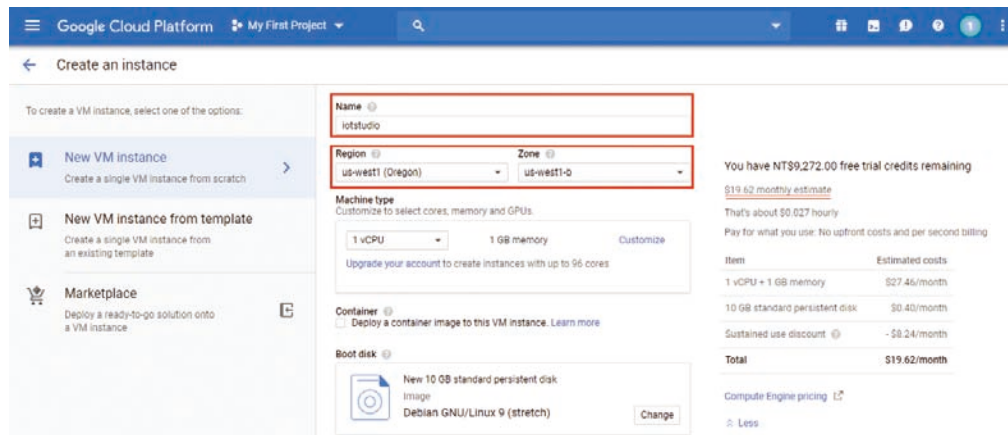 Google Cloud Platform
My First Project
1
Create an instance
To create a VM instance, select one of the options:
New VM instance
Create a single VM instance from scratch
New VM instance from template
Create a single VM instance from
an existing template
Marketplace
Deploy a ready-to-go solution onto
a VM instance
Name
iotstudio
Region Zone
us-west1 (Oregon) us-west1-b
Machine type
Customize to select cores, memory and GPUs.
1 vCPU 1 GB memory Customize
Upgrade your account to create instances with up to 96 cores
Container
Deploy a container image to this VM instance. Learn more
Boot disk
New 10 GB standard persistent disk
Image
Debian GNU/Linux 9 (stretch)
Change
You have NT$9,272.00 free trial credits remaining
$19.62 monthly estimate
That's about $0.027 hourly
Pay for what you use: No upfront costs and per second billing
Item Estimated costs
1 vCPU + 1 GB memory $27.46/month
10 GB standard persistent disk $0.40/month
Sustained use discount - $8.24/month
Total $19.62/month
Compute Engine pricing
Less